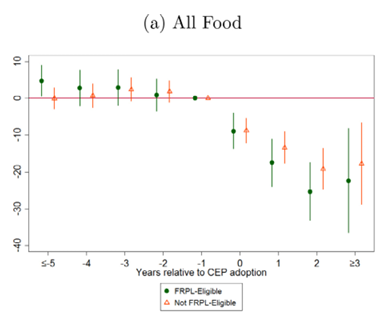 (a) All Food
10
0
-10
-20
-30
-40
≤-5 -4 -3 -2 -1 0 1 2 ≥3
Years relative to CEP adoption
FRPL-Eligible
Not FRPL-Eligible